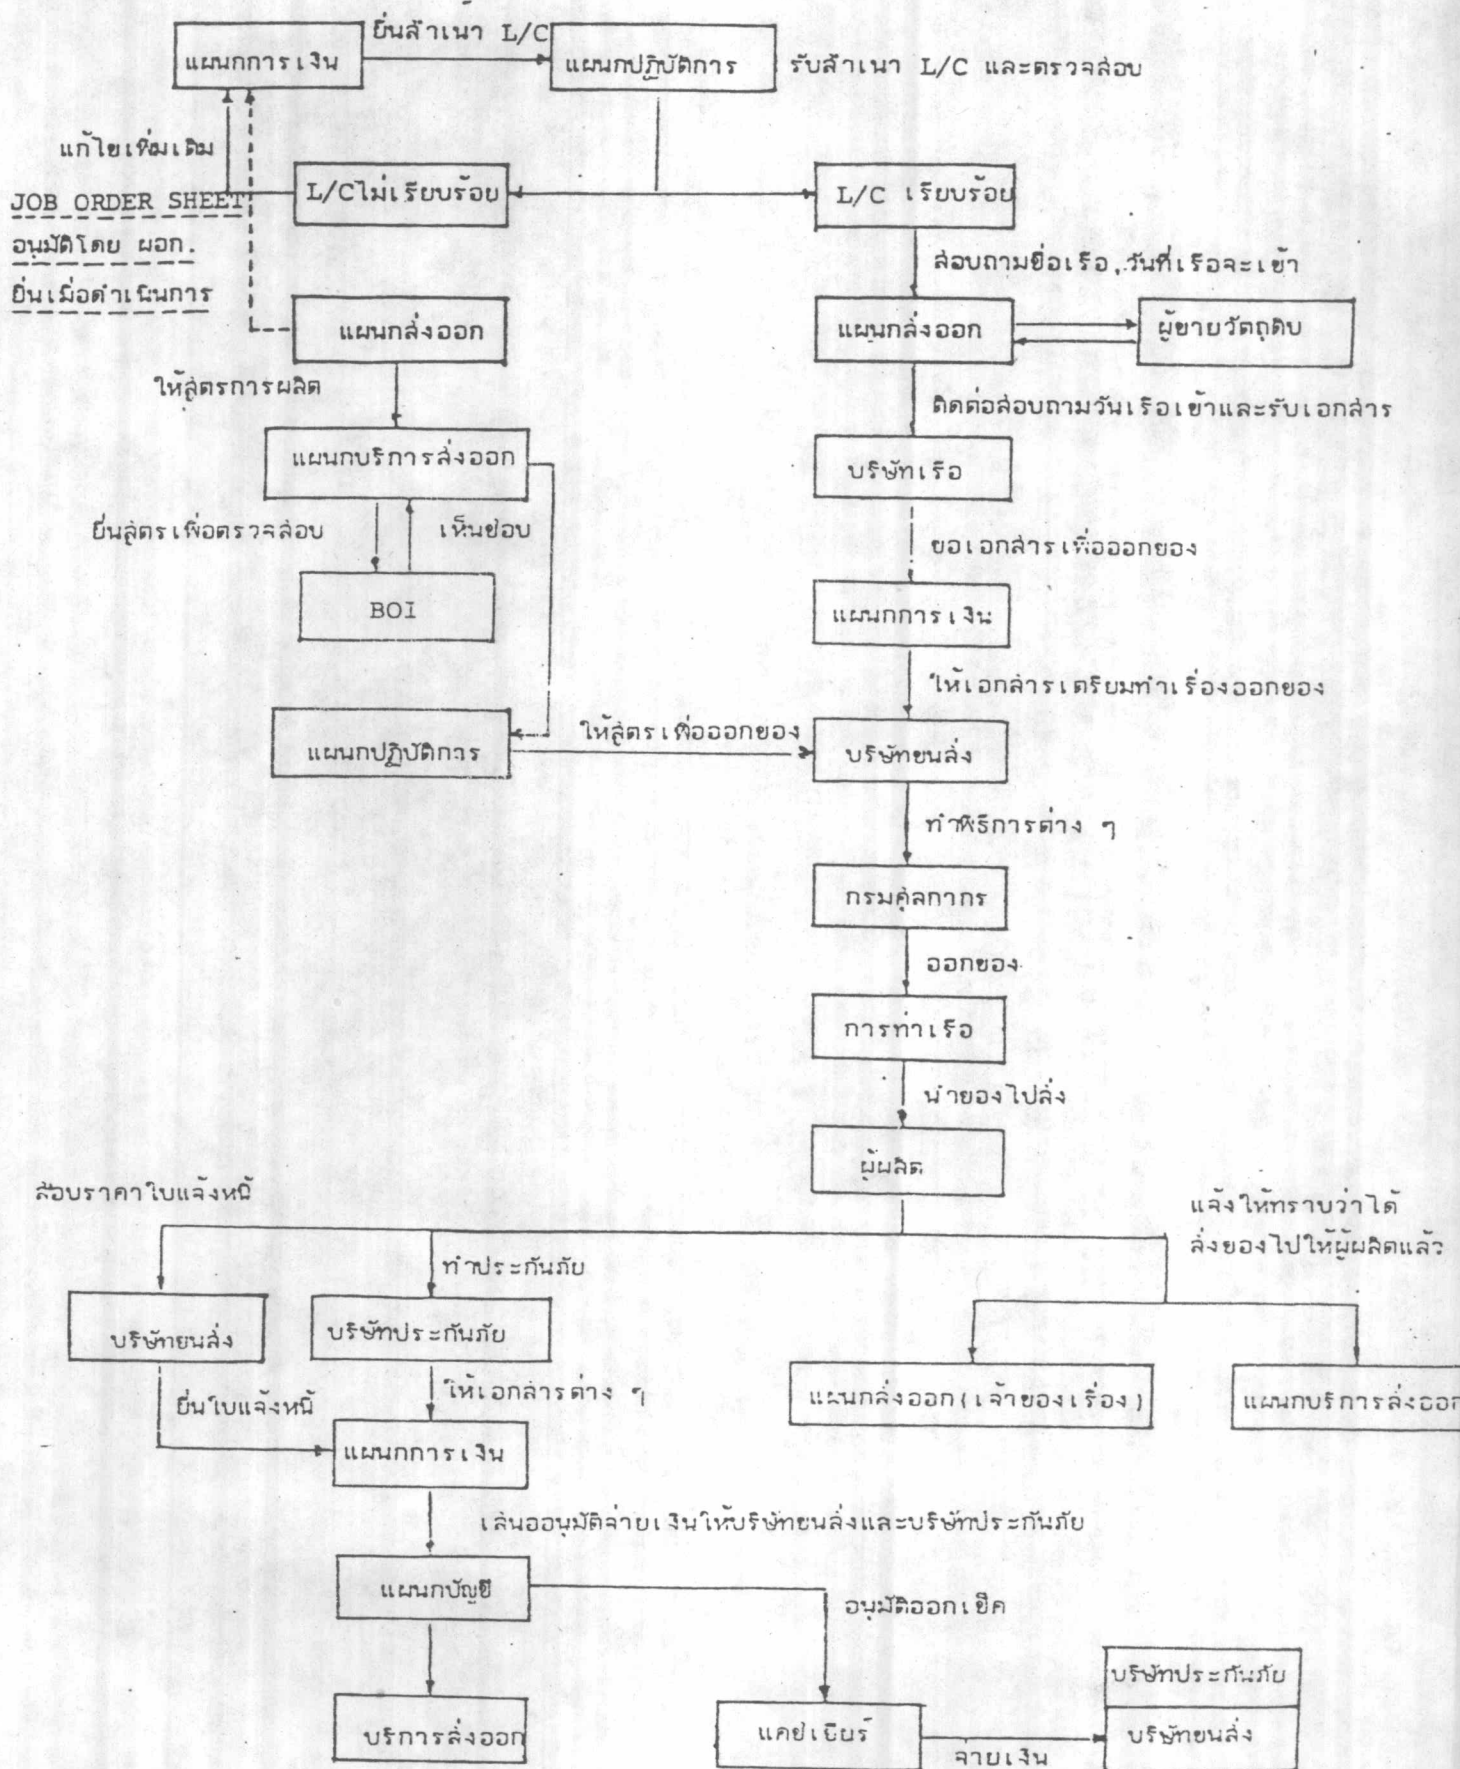 ยื่นสำเนา L/C
แผนกการเงิน
แผนกปฏิบัติการ
รับสำเนา L/C และตรวจสอบ
แก้ไขเพิ่มเติม
L/Cไม่เรียบร้อย
L/C เรียบร้อย
JOB ORDER SHEET
อนุมัติโดย ผอก.
ยื่นเมื่อดำเนินการ
สอบถามชื่อเรือ,วันที่เรือจะเข้า
แผนกส่งออก
แผนกส่งออก
ผู้ขายวัตถุดิบ
ให้สูตรการผลิต
ติดต่อสอบถามวันเรือเข้าและรับเอกสาร
แผนกบริการส่งออก
บริษัทเรือ
ยื่นสูตรเพื่อตรวจสอบ
เห็นชอบ
ขอเอกสารเพื่อออกของ
BOI
แผนกการเงิน
ให้เอกสารเตรียมทำเรื่องออกของ
แผนกปฏิบัติการ
ให้สูตรเพื่อออกของ
บริษัทขนส่ง
ทำพิธีการต่าง ๆ
กรมศุลกากร
ออกของ
การท่าเรือ
นำของไปส่ง
ผู้ผลิต
สอบราคาใบแจ้งหนี้
แจ้งให้ทราบว่าได้
ส่งของไปให้ผู้ผลิตแล้ว
ทำประกันภัย
บริษัทขนส่ง
บริษัทประกันภัย
ยื่นใบแจ้งหนี้
ให้เอกสารต่าง ๆ
แผนกส่งออก(เจ้าของเรื่อง)
แผนกบริการส่งออก
แผนกการเงิน
เสนออนุมัติจ่ายเงินให้บริษัทขนส่งและบริษัทประกันภัย
แผนกบัญชี
อนุมัติออกเช็ค
บริการส่งออก
แคชเชียร์
จ่ายเงิน
บริษัทประกันภัย
บริษัทขนส่ง